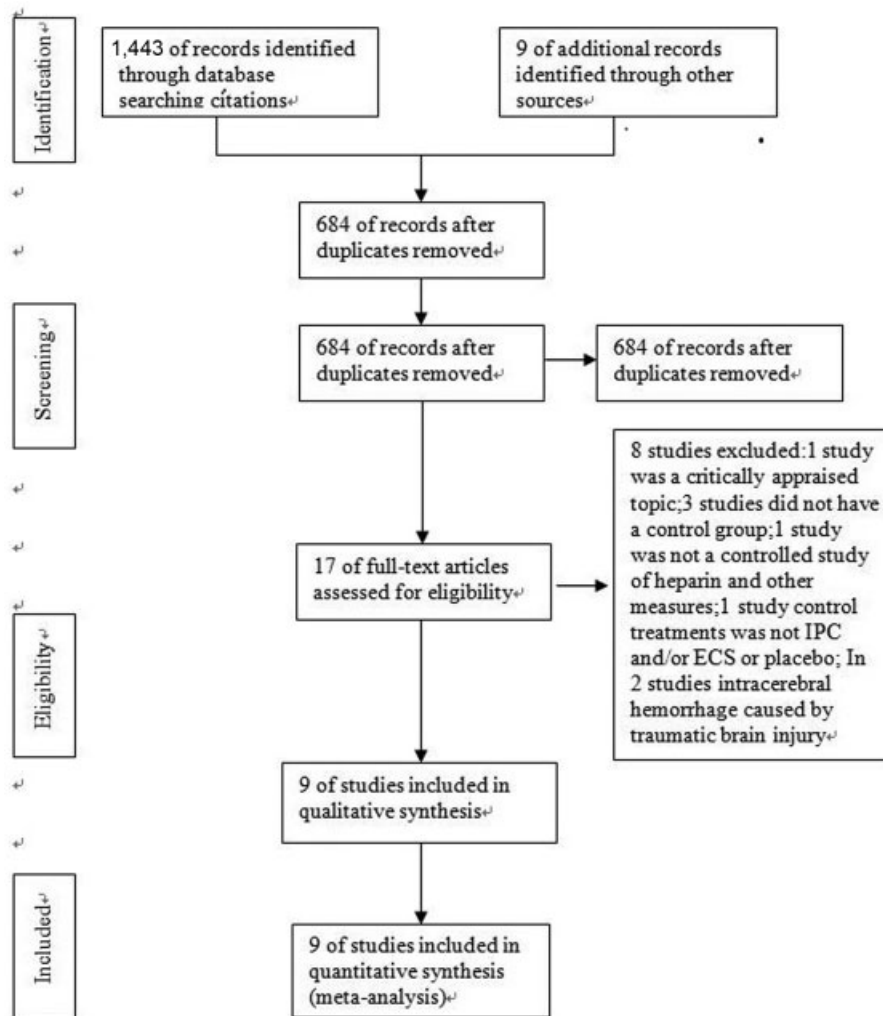 Identification
1,443 of records identified
through database
searching citations↵
9 of additional records
identified through other
sources↵
684 of records after
duplicates removed↵
Screening↵
684 of records after
duplicates removed↵
684 of records after
duplicates removed↵
8 studies excluded:1 study
was a critically appraised
topic;3 studies did not have
a control group;1 study
was not a controlled study
of heparin and other
measures;1 study control
treatments was not IPC
and/or ECS or placebo; In
2 studies intracerebral
hemorrhage caused by
traumatic brain injury↵
17 of full-text articles
assessed for eligibility↵
Eligibility↵
9 of studies included in
qualitative synthesis↵
Included↵
9 of studies included in
quantitative synthesis
(meta-analysis)↵